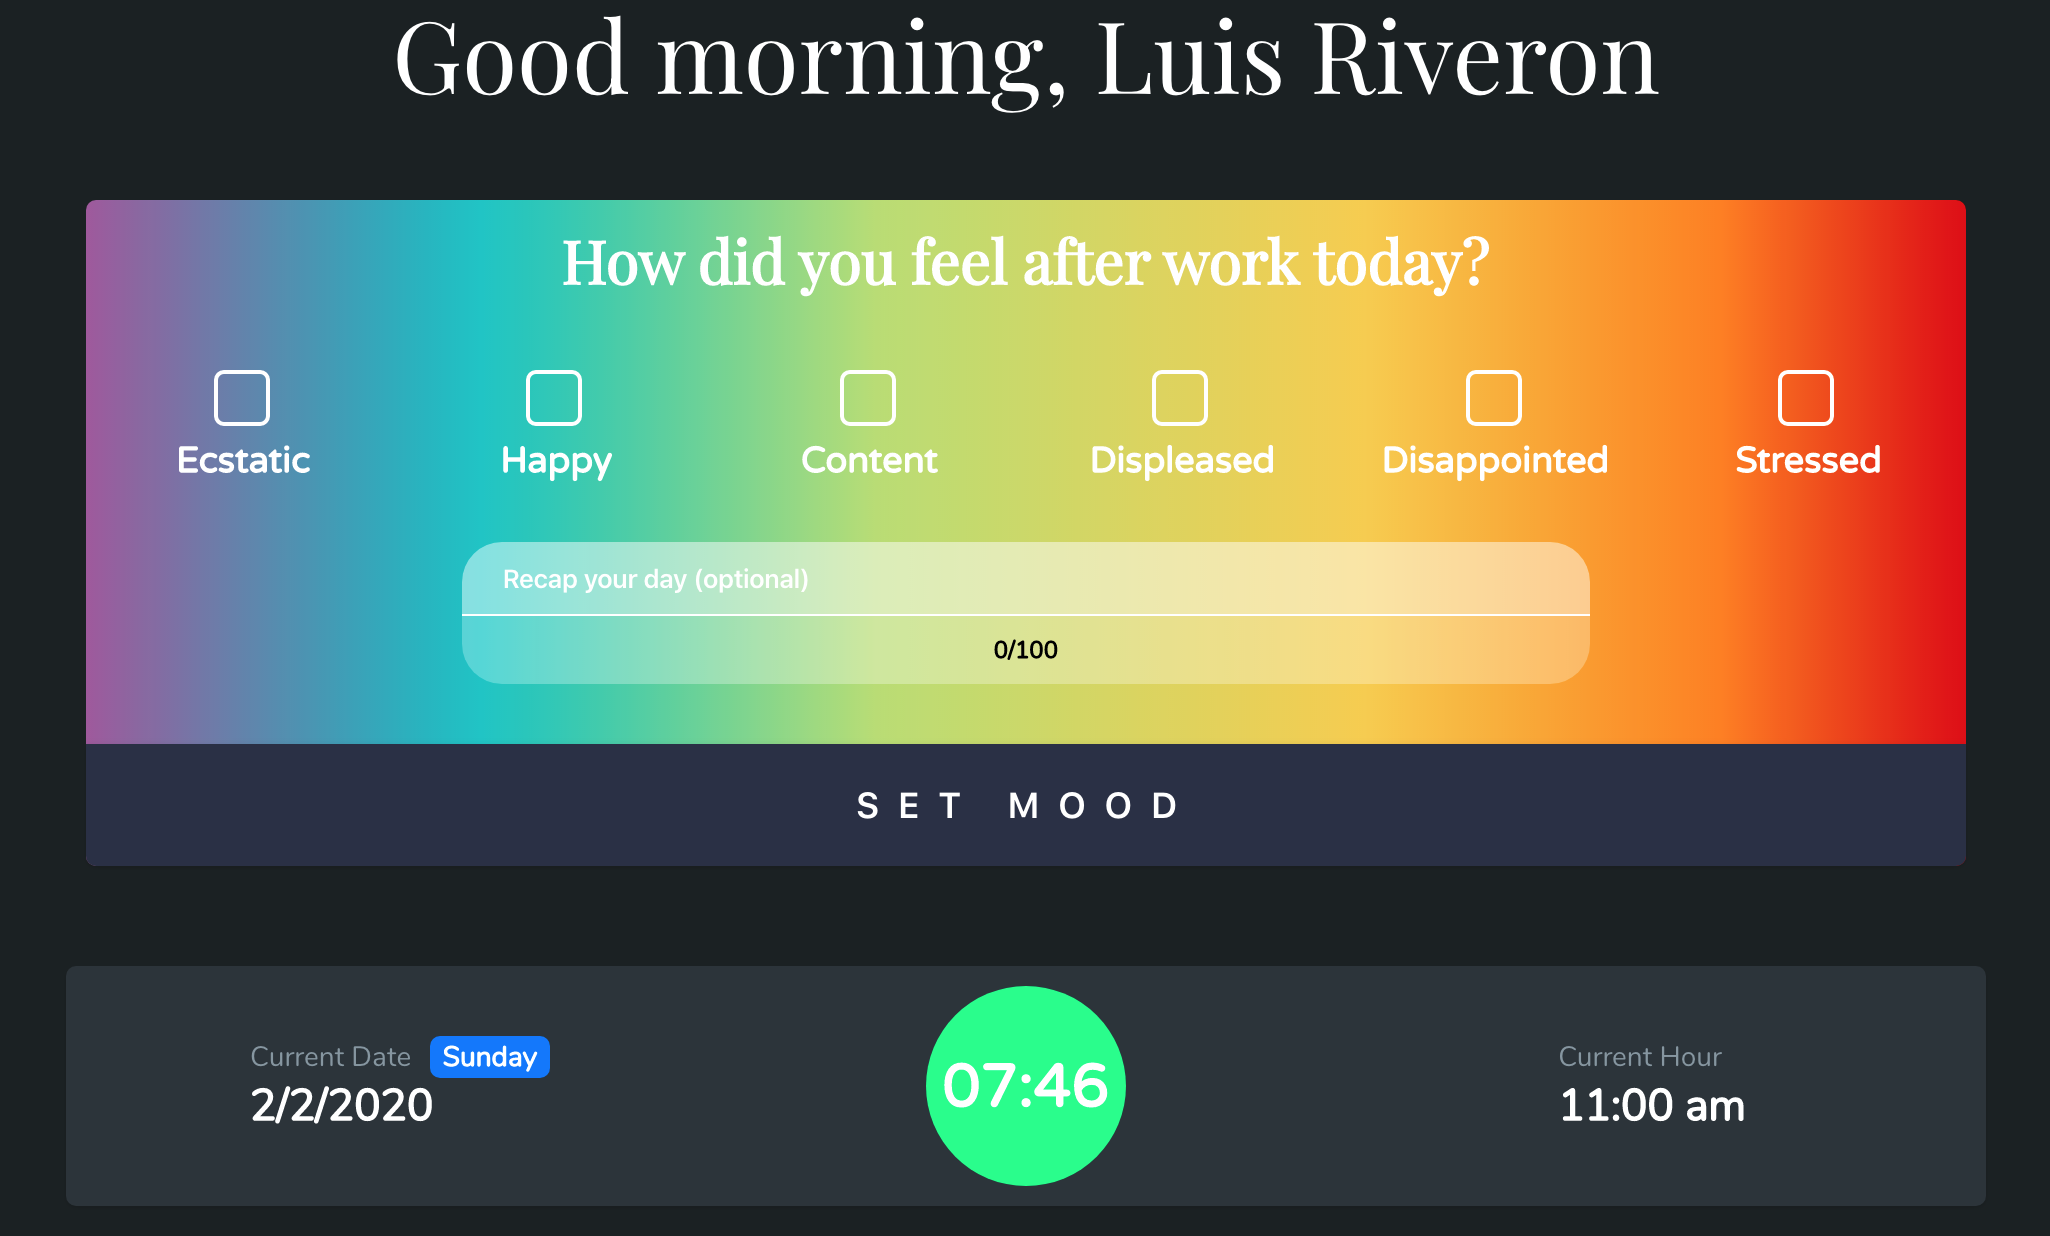 Good morning, Luis Riveron
How did you feel after work today?
Ecstatic
Happy
Content
Displeased
Disappointed
Stressed
Recap your day (optional)
0/100
SET MOOD
Current Date Sunday
2/2/2020
07:46
Current Hour
11:00 am